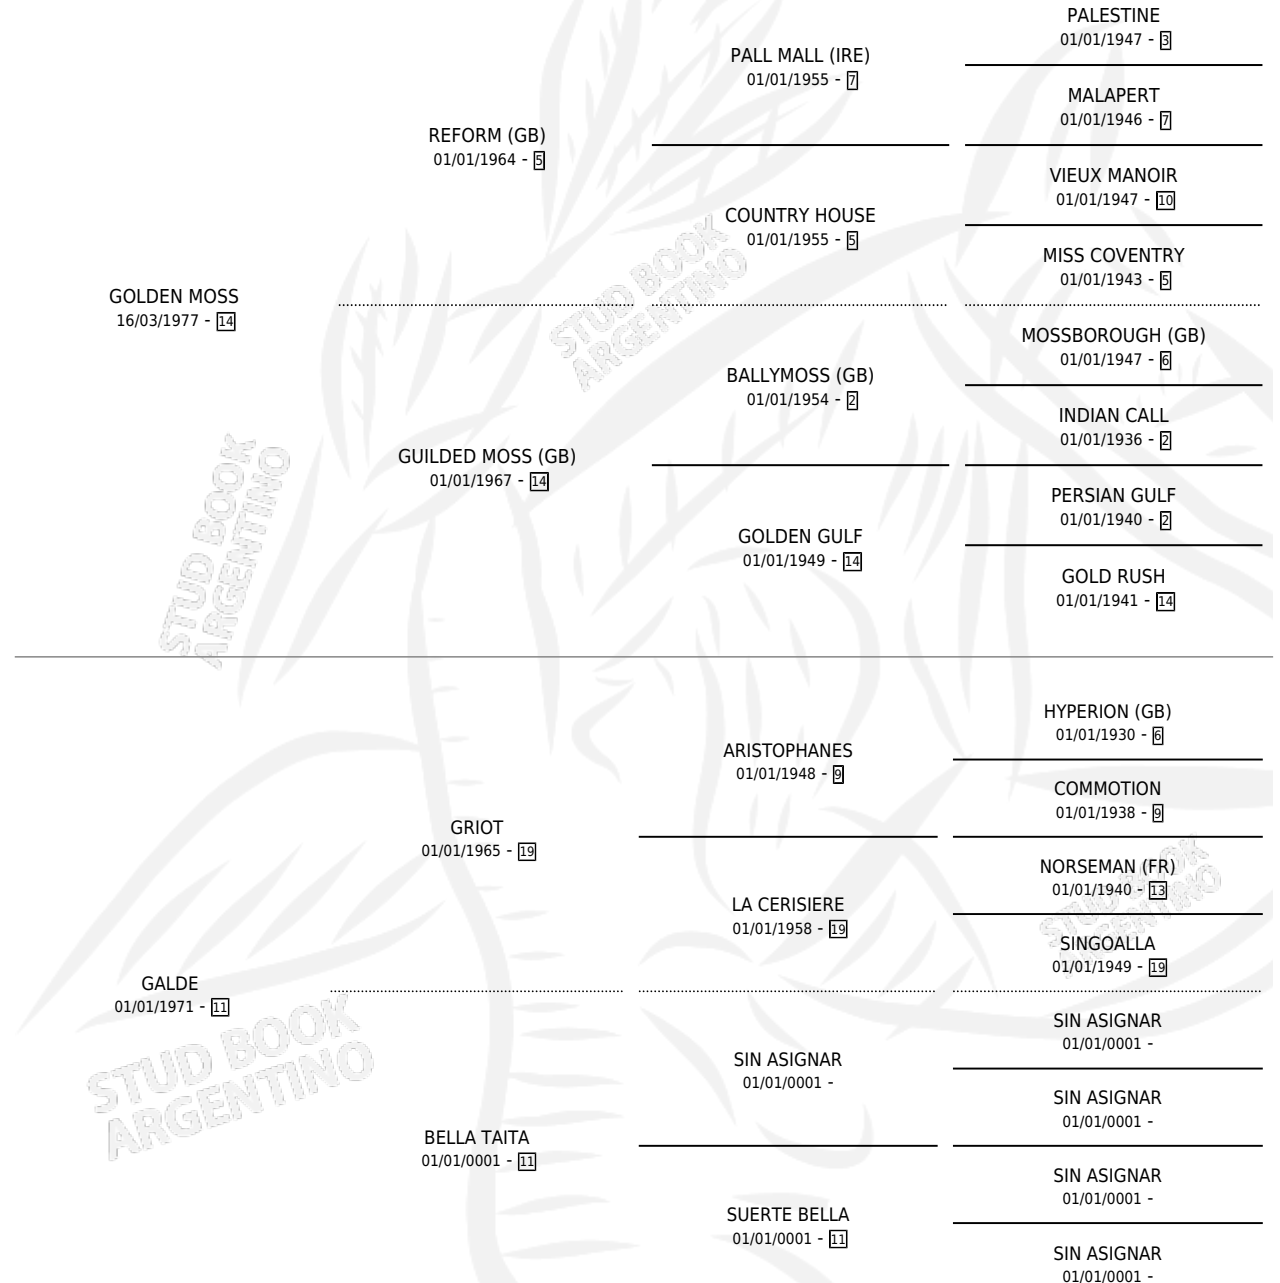 PALESTINE
01/01/1947 - 3
PALL MALL (IRE)
01/01/1955 - 7
MALAPERT
01/01/1946 - 7
REFORM (GB)
01/01/1964 - 5
VIEUX MANOIR
01/01/1947 - 10
COUNTRY HOUSE
01/01/1955 - 5
MISS COVENTRY
01/01/1943 - 5
GOLDEN MOSS
16/03/1977 - 14
MOSSBOROUGH (GB)
01/01/1947 - 6
BALLYMOSS (GB)
01/01/1954 - 2
INDIAN CALL
01/01/1936 - 2
GUILDED MOSS (GB)
01/01/1967 - 14
PERSIAN GULF
01/01/1940 - 2
GOLDEN GULF
01/01/1949 - 14
GOLD RUSH
01/01/1941 - 14
HYPERION (GB)
01/01/1930 - 6
ARISTOPHANES
01/01/1948 - 9
COMMOTION
01/01/1938 - 9
GRIOT
01/01/1965 - 19
NORSEMAN (FR)
01/01/1940 - 13
LA CERISIERE
01/01/1958 - 19
SINGOALLA
01/01/1949 - 19
GALDE
01/01/1971 - 11
SIN ASIGNAR
01/01/0001 -
SIN ASIGNAR
01/01/0001 -
SIN ASIGNAR
01/01/0001 -
BELLA TAITA
01/01/0001 - 11
SIN ASIGNAR
01/01/0001 -
SUERTE BELLA
01/01/0001 - 11
SIN ASIGNAR
01/01/0001 -
STUD BOOK
ARGENTINO
STUD BOOK
ARGENTINO
STUD BOOK
ARGENTINO
STUD BOOK
ARGENTINO